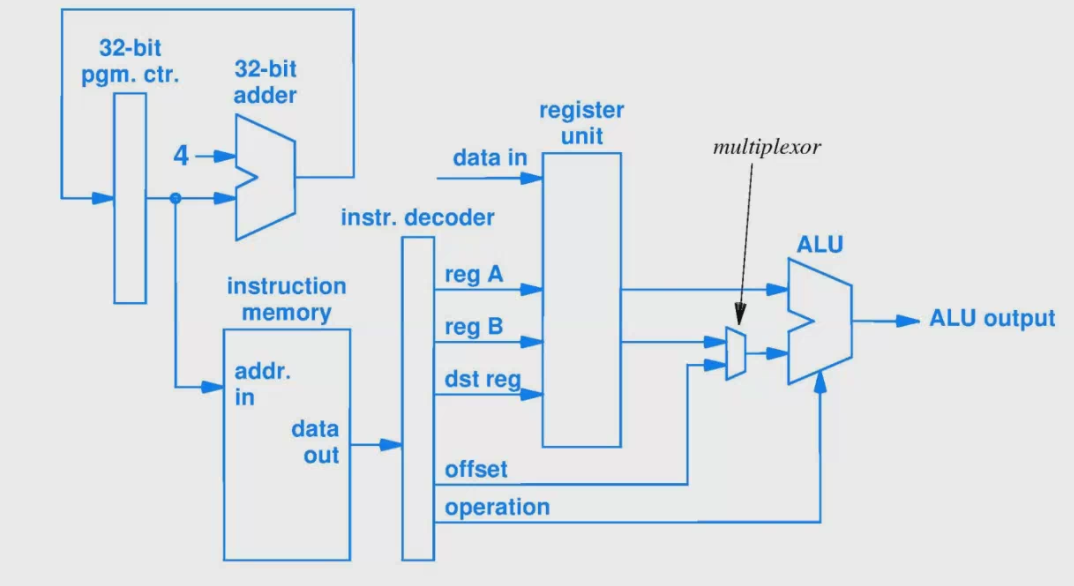 32-bit
pgm. ctr.
32-bit
adder
4
register
unit
data in
multiplexor
instr. decoder
ALU
reg A
instruction
memory
reg B
ALU output
addr.
in
dst reg
data
out
offset
operation